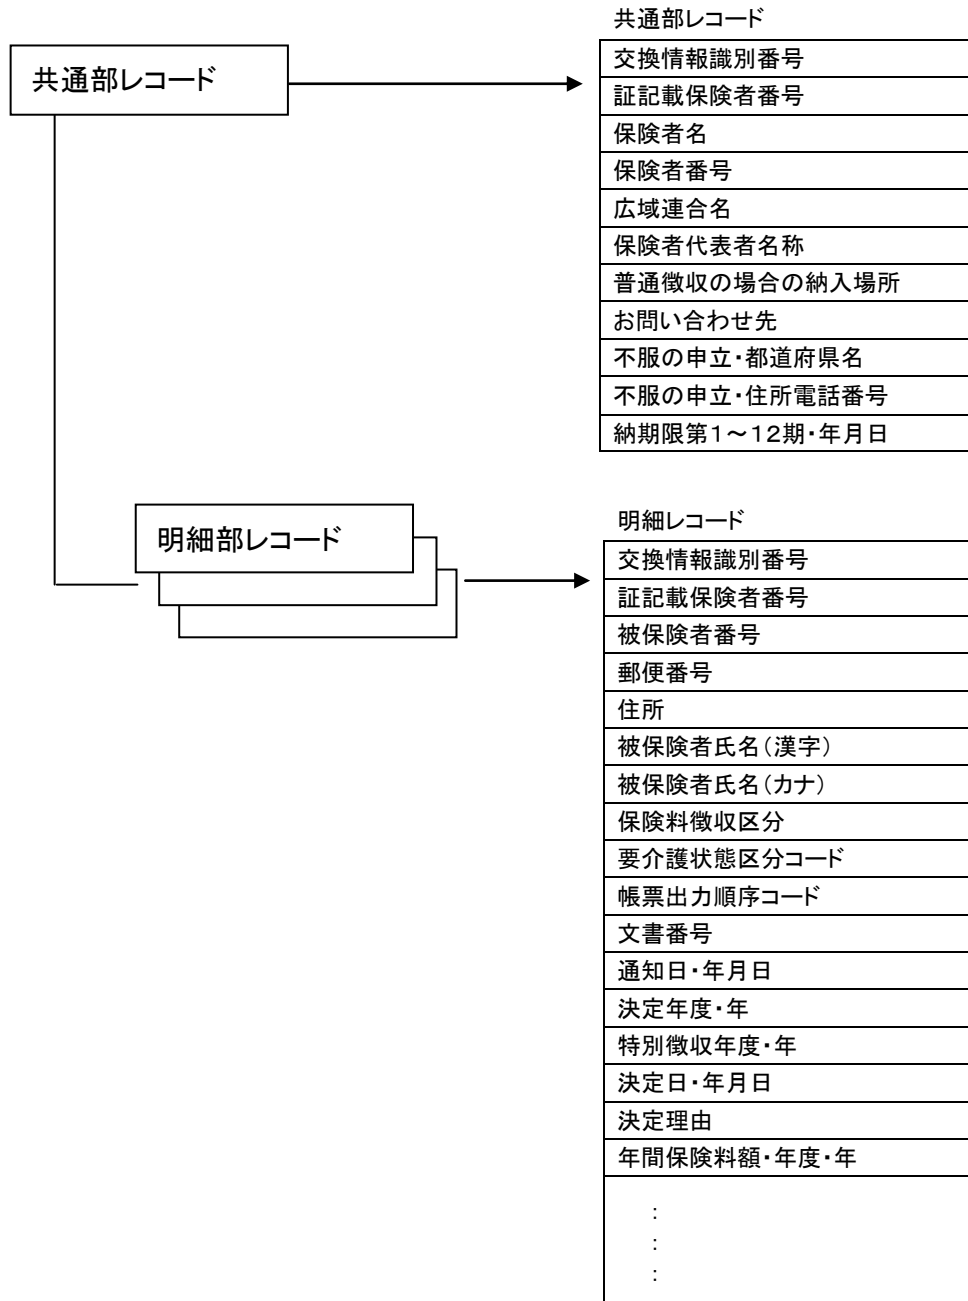 共通部レコード
共通部レコード
交換情報識別番号
証記載保険者番号
保険者名
保険者番号
広域連合名
保険者代表者名称
普通徴収の場合の納入場所
お問い合わせ先
不服の申立・都道府県名
不服の申立・住所電話番号
納期限第1～12期・年月日
明細部レコード
明細レコード
交換情報識別番号
証記載保険者番号
被保険者番号
郵便番号
住所
被保険者氏名(漢字)
被保険者氏名(カナ)
保険料徴収区分
要介護状態区分コード
帳票出力順序コード
文書番号
通知日・年月日
決定年度・年
特別徴収年度・年
決定日・年月日
決定理由
年間保険料額・年度・年
:
:
: